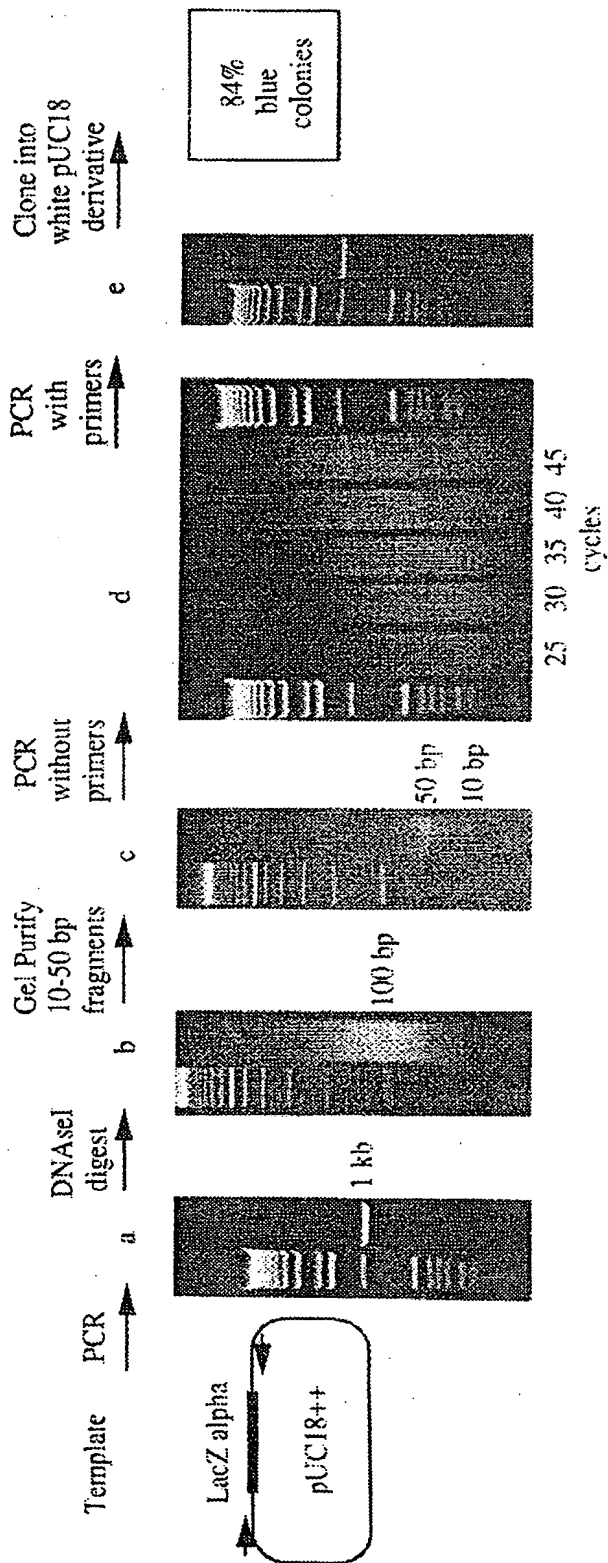 Template
PCR
a
DNAseI
digest
b
Gel Purify
10-50 bp
fragments
c
PCR
without
primers
d
PCR
with
primers
e
Clone into
white pUC18
derivative
LacZ alpha
pUC18++
1 kb
100 bp
50 bp
10 bp
25 30 35 40 45
cycles
84%
blue
colonies